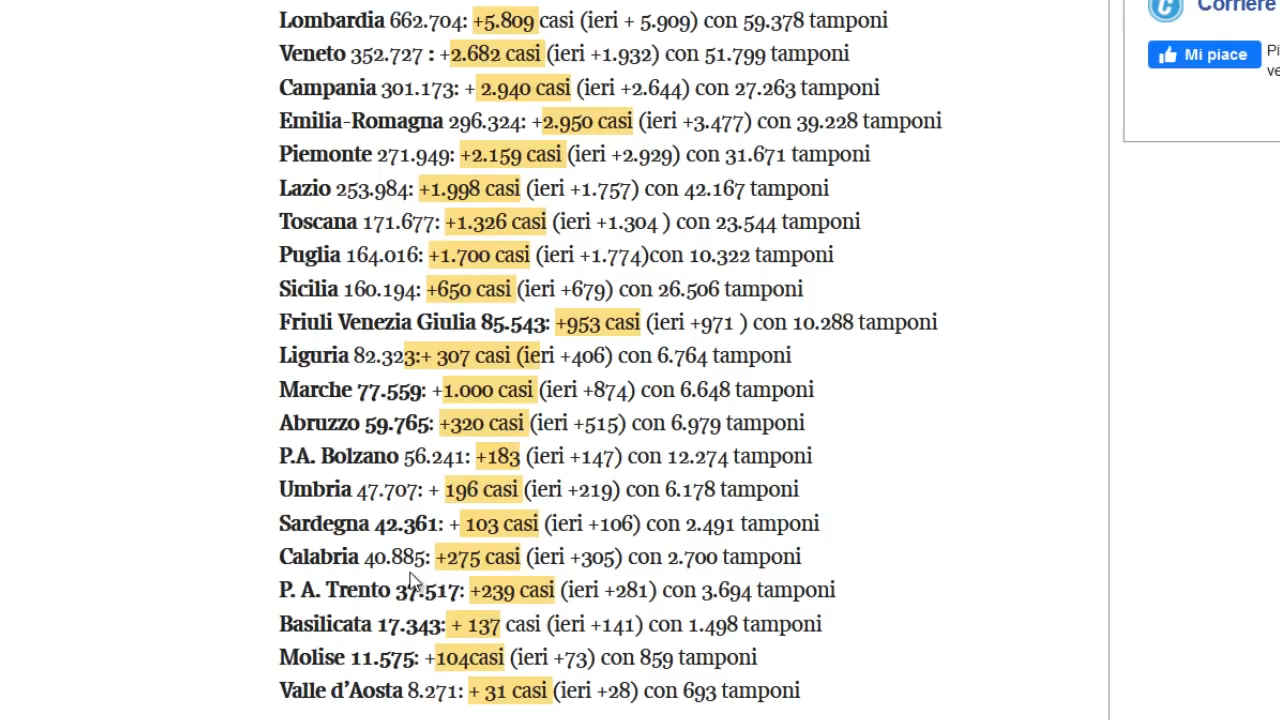 Lombardia 662.704: +5.809 casi (ieri + 5.909) con 59.378 tamponi
Veneto 352.727 : +2.682 casi (ieri +1.932) con 51.799 tamponi
Campania 301.173: + 2.940 casi (ieri +2.644) con 27.263 tamponi
Emilia-Romagna 296.324: +2.950 casi (ieri +3.477) con 39.228 tamponi
Piemonte 271.949: +2.159 casi (ieri +2.929) con 31.671 tamponi
Lazio 253.984: +1.998 casi (ieri +1.757) con 42.167 tamponi
Toscana 171.677: +1.326 casi (ieri +1.304 ) con 23.544 tamponi
Puglia 164.016: +1.700 casi (ieri +1.774)con 10.322 tamponi
Sicilia 160.194: +650 casi (ieri +679) con 26.506 tamponi
Friuli Venezia Giulia 85.543: +953 casi (ieri +971 ) con 10.288 tamponi
Liguria 82.323:+ 307 casi (ieri +406) con 6.764 tamponi
Marche 77.559: +1.000 casi (ieri +874) con 6.648 tamponi
Abruzzo 59.765: +320 casi (ieri +515) con 6.979 tamponi
P.A. Bolzano 56.241: +183 (ieri +147) con 12.274 tamponi
Umbria 47.707: + 196 casi (ieri +219) con 6.178 tamponi
Sardegna 42.361: + 103 casi (ieri +106) con 2.491 tamponi
Calabria 40.885: +275 casi (ieri +305) con 2.700 tamponi
P. A. Trento 37.517: +239 casi (ieri +281) con 3.694 tamponi
Basilicata 17.343: + 137 casi (ieri +141) con 1.498 tamponi
Molise 11.575: +104casi (ieri +73) con 859 tamponi
Valle d'Aosta 8.271: + 31 casi (ieri +28) con 693 tamponi
C Corriere
Mi piace